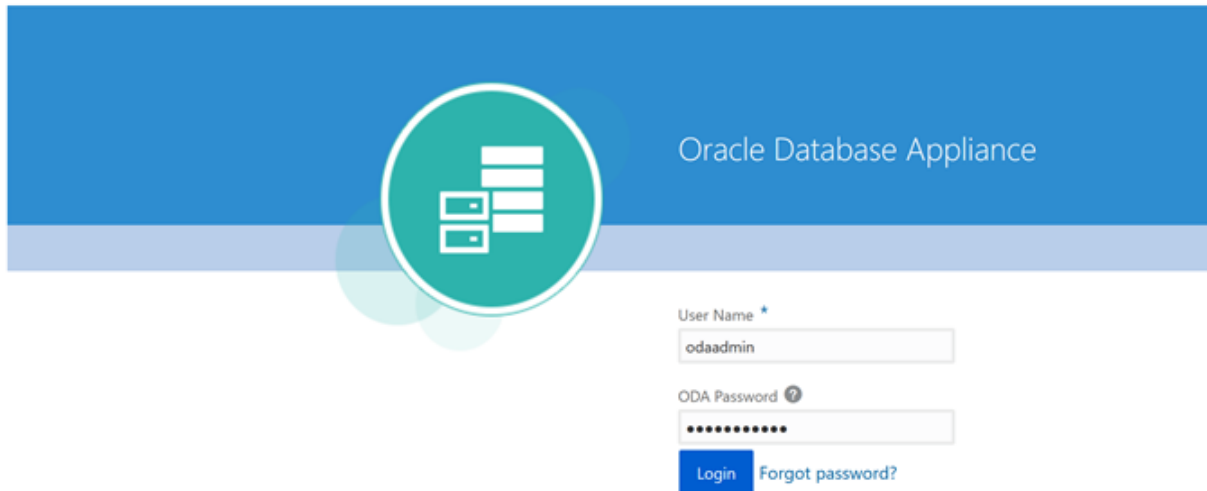 Oracle Database Appliance
User Name *
odaadmin
ODA Password ?
•••••••••••
Login Forgot password?